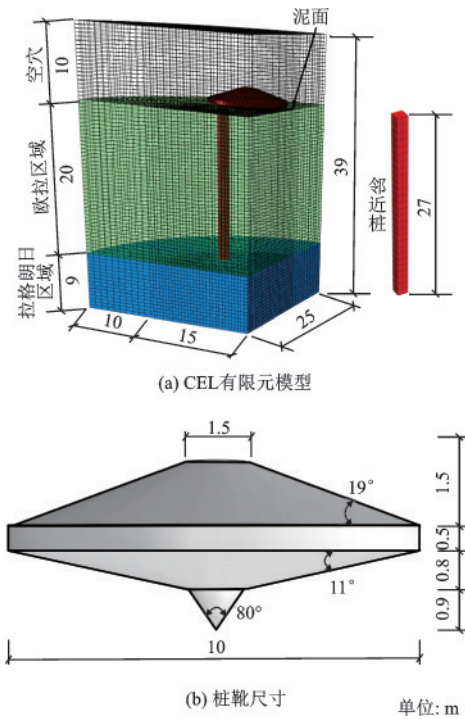 泥面
空穴
10
欧拉区域
20
拉格朗日
区域
9
39
邻近桩
27
10
15
25
(a) CEL有限元模型
1.5
1.5
19°
0.5
0.8
11°
0.9
80°
10
(b) 桩靴尺寸
单位: m